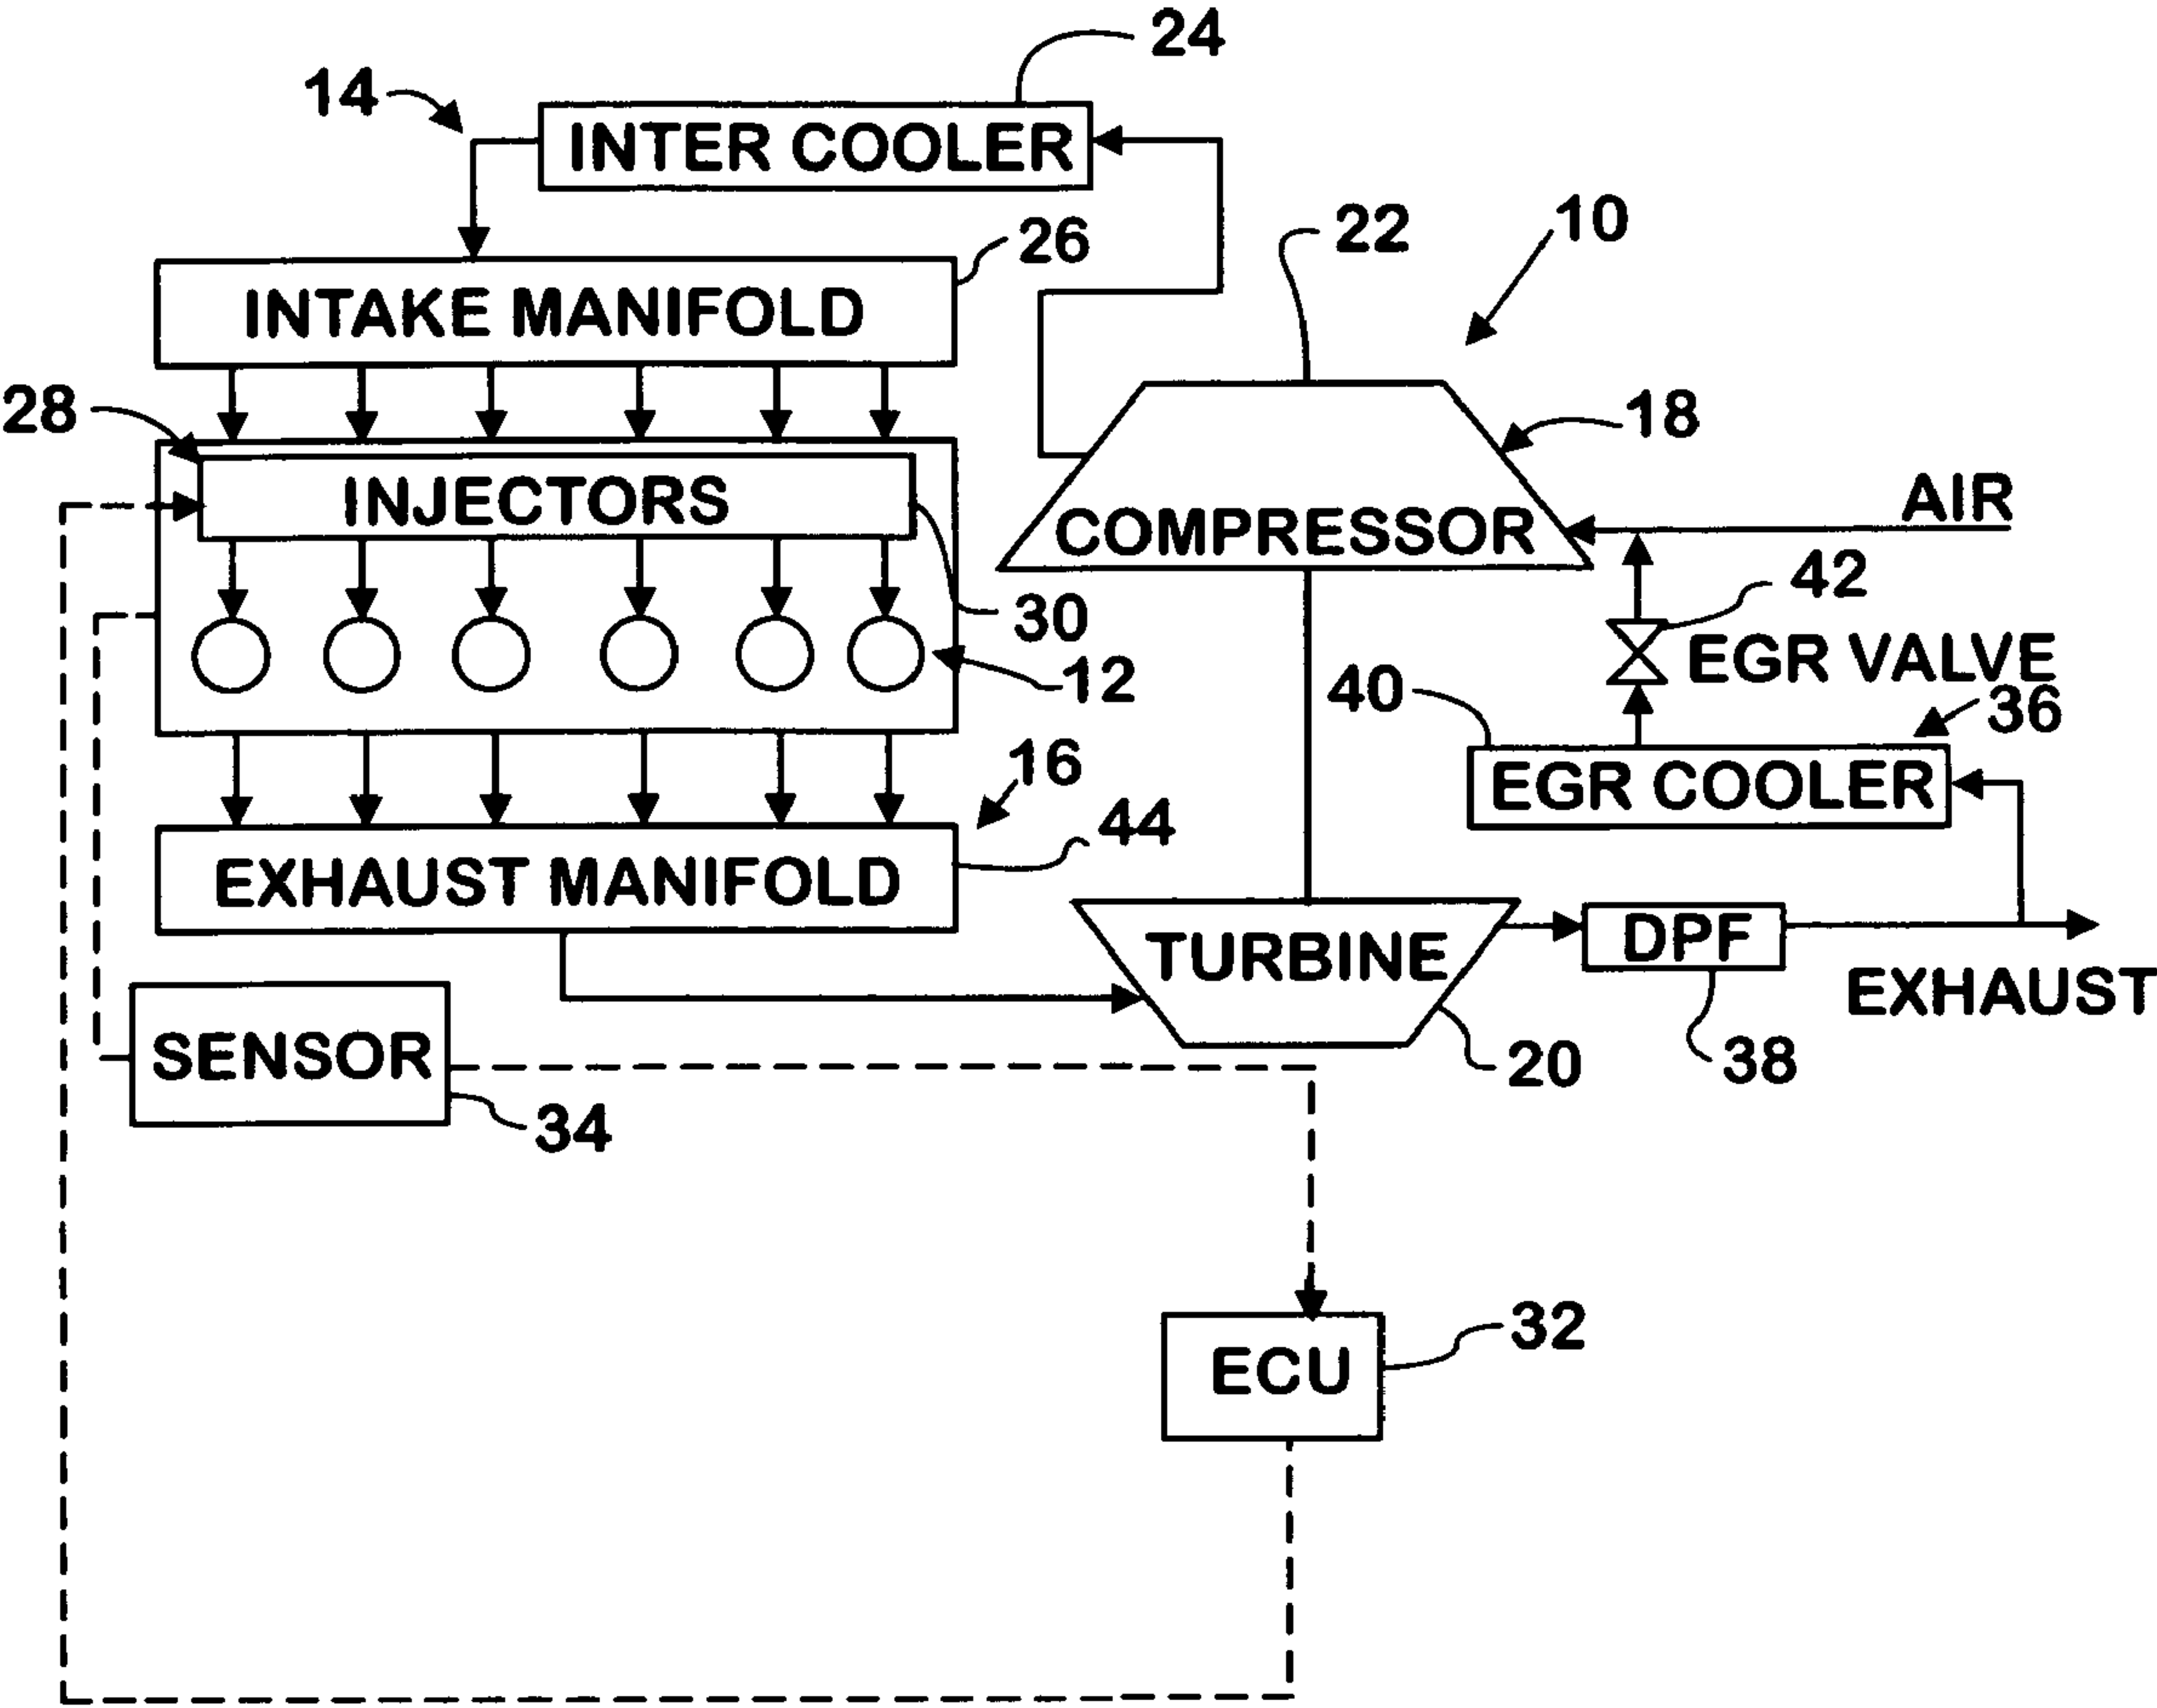 24
14
INTER COOLER
10
22
26
INTAKE MANIFOLD
28
18
INJECTORS
AIR
COMPRESSOR
42
30
EGR VALVE
12
40
36
16
EGR COOLER
44
EXHAUST MANIFOLD
TURBINE
DPF
EXHAUST
SENSOR
20
38
34
32
ECU